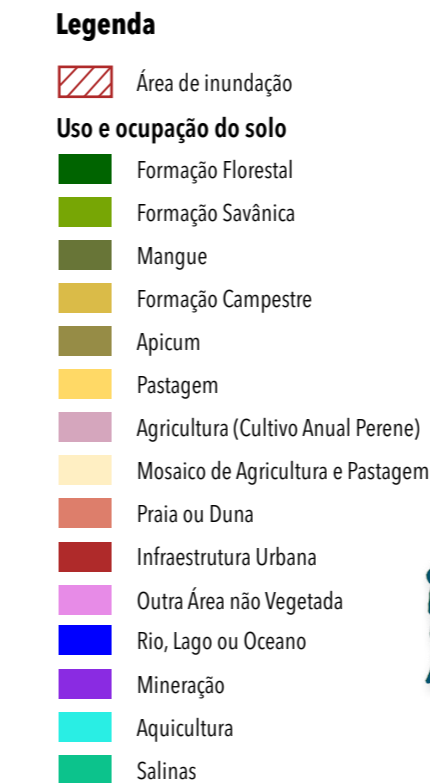 Legenda
Área de inundação
Uso e ocupação do solo
Formação Florestal
Formação Savânica
Mangue
Formação Campestre
Apicum
Pastagem
Agricultura (Cultivo Anual Perene)
Mosaico de Agricultura e Pastagem
Praia ou Duna
Infraestrutura Urbana
Outra Área não Vegetada
Rio, Lago ou Oceano
Mineração
Aquicultura
Salinas